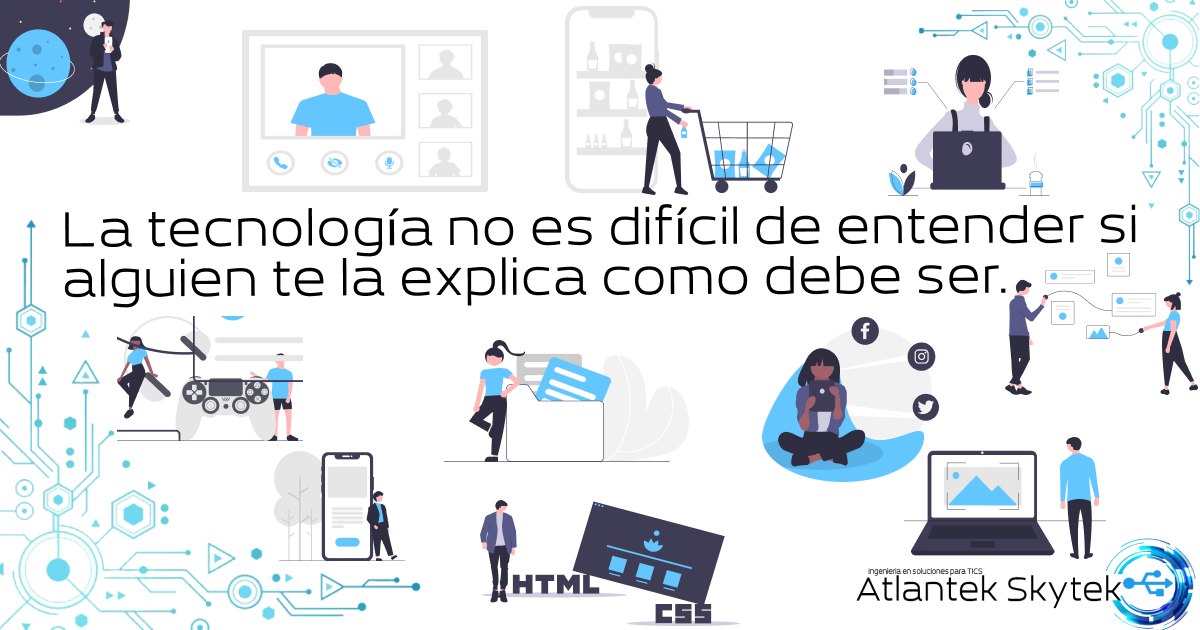 La tecnología no es difícil de entender si
alguien te la explica como debe ser.
HTML
CSS
Ingeniería en soluciones para TICS
Atlantek Skytek